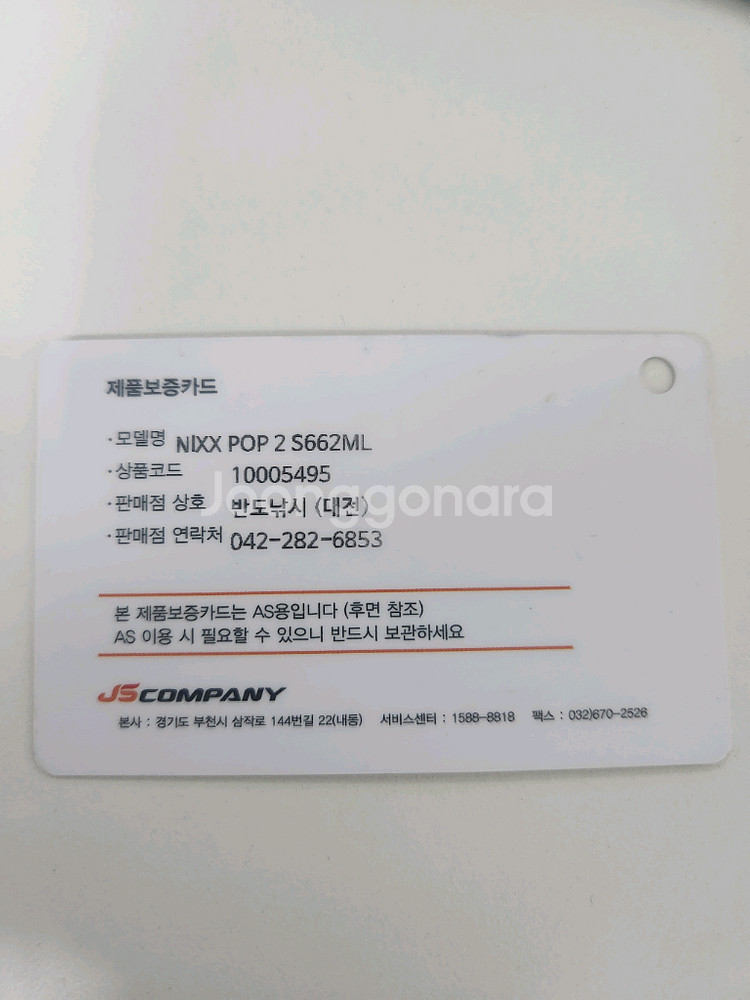 제품보증카드
·모델명 NIXX POP 2 S662ML
·상품코드 10005495
·판매점 상호 반도낚시 (대전)
Joonggonara
·판매점 연락처 042-282-6853
본 제품보증카드는 AS용입니다 (후면 참조)
AS 이용 시 필요할 수 있으니 반드시 보관하세요
JSCOMPANY
본사 : 경기도 부천시 삼작로 144번길 22(내동) 서비스센터 : 1588-8818 팩스 : 032)670-2526